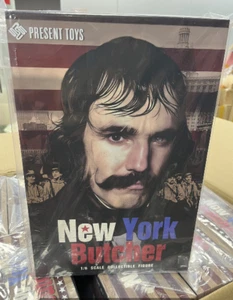 PRESENT TOYS
New York
Butcher
1/6 SCALE COLLECTIBLE FIGURE